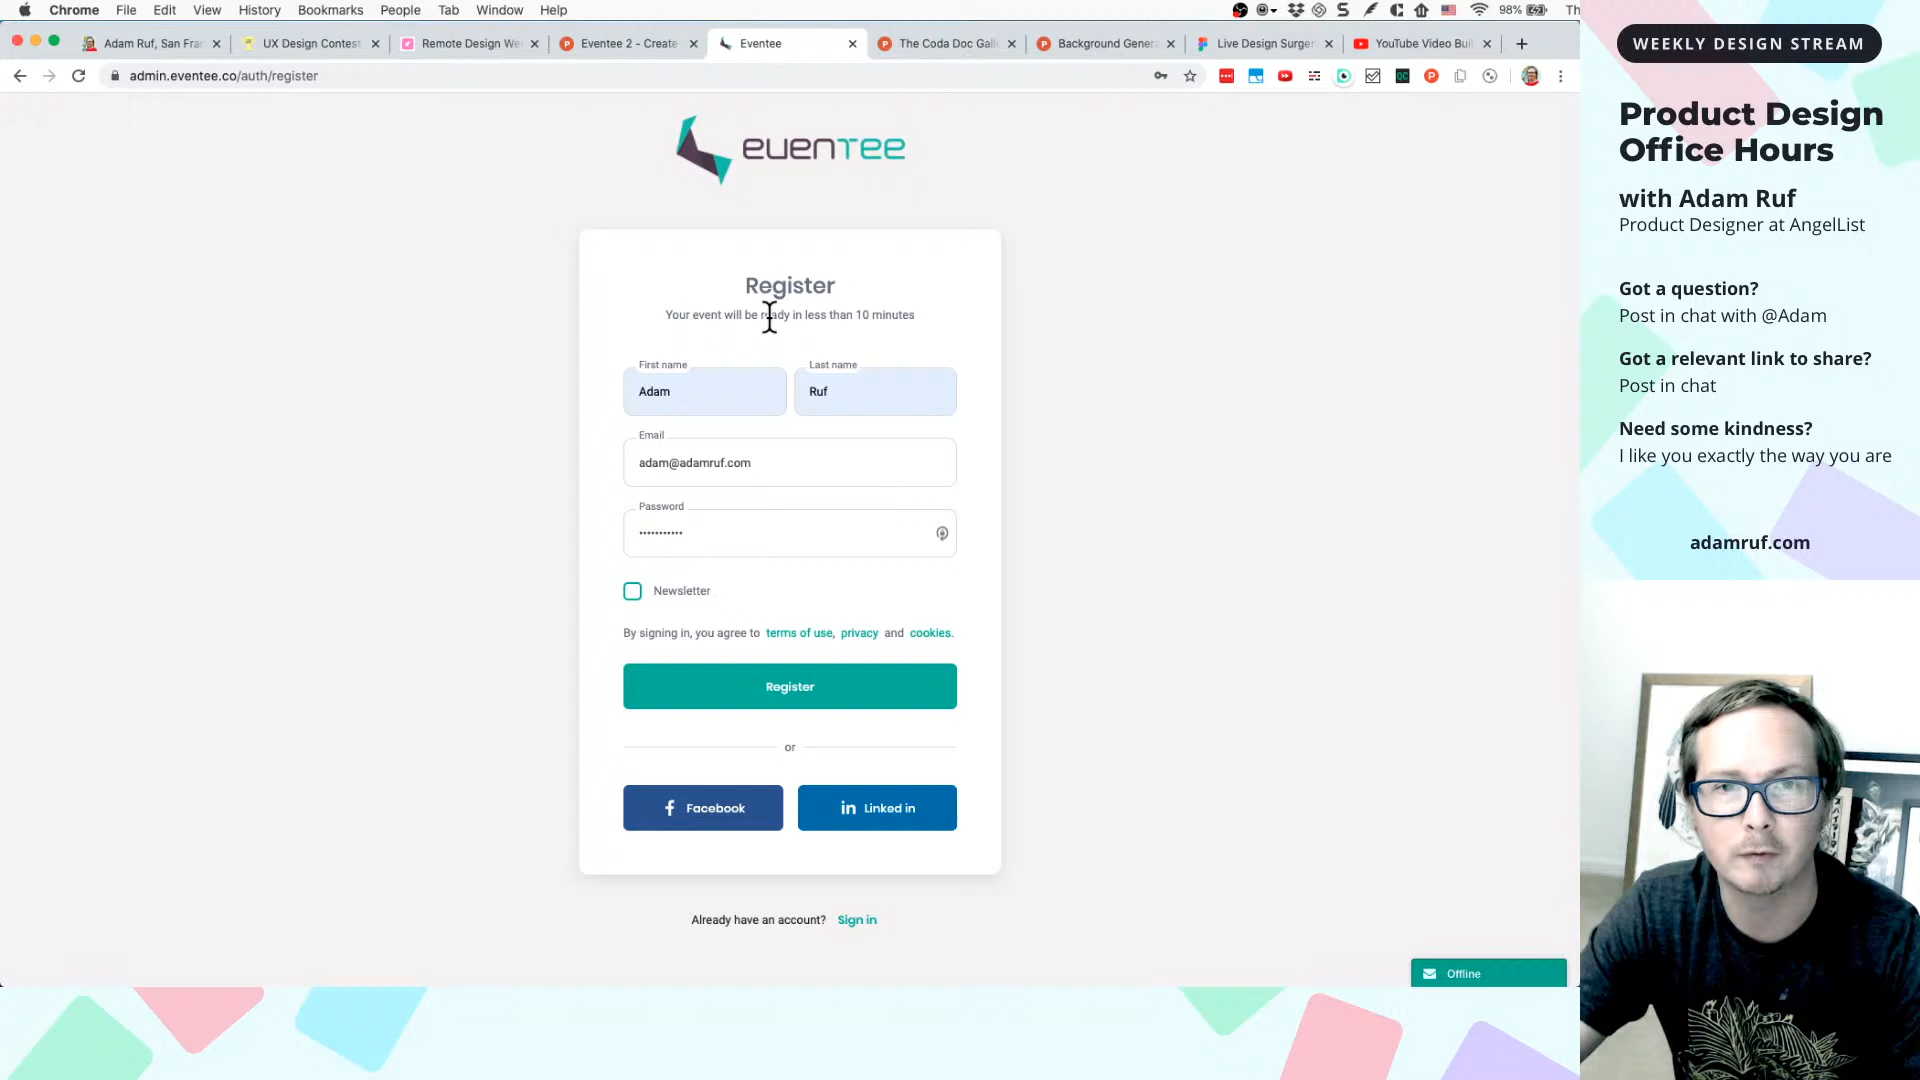 Chrome File Edit View History Bookmarks People Tab Window Help
98%
Th
Adam Ruf, San Fra
UX Design Contest
Remote Design We
Eventee 2 - Create
Eventee
The Coda Doc Gall
Background Genera
Live Design Surger
YouTube Video Bui
admin.eventee.co/auth/register
eventee
Register
Your event will be ready in less than 10 minutes
First name
Last name
Adam
Ruf
Email
adam@adamruf.com
Password
•••••••••••
Newsletter
By signing in, you agree to terms of use, privacy and cookies.
Register
or
Facebook
Linked in
Already have an account? Sign in
Offline
WEEKLY DESIGN STREAM
Product Design
Office Hours
with Adam Ruf
Product Designer at AngelList
Got a question?
Post in chat with @Adam
Got a relevant link to share?
Post in chat
Need some kindness?
I like you exactly the way you are
adamruf.com